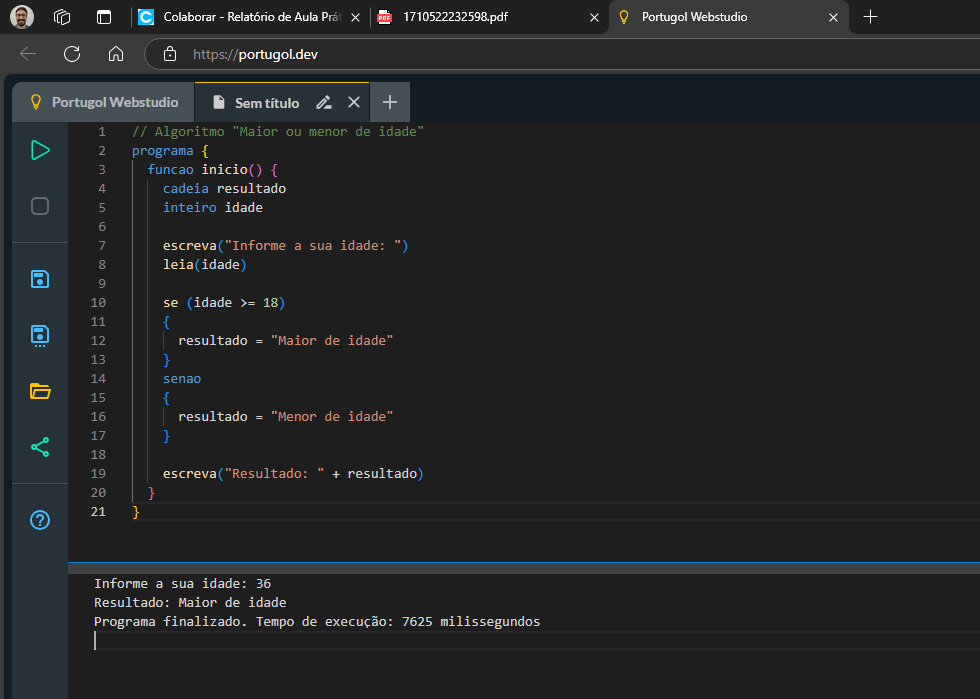 Colaborar - Relatório de Aula Prát
PDF 1710522232598.pdf
Portugol Webstudio
https://portugol.dev
Portugol Webstudio
Sem título
1 // Algoritmo "Maior ou menor de idade"
2 programa {
3 funcao inicio() {
4 cadeia resultado
5 inteiro idade
6
7 escreva("Informe a sua idade: ")
8 leia(idade)
9
10 se (idade >= 18)
11 {
12 resultado = "Maior de idade"
13 }
14 senao
15 {
16 resultado = "Menor de idade"
17 }
18
19 escreva("Resultado: " + resultado)
20 }
21 }
Informe a sua idade: 36
Resultado: Maior de idade
Programa finalizado. Tempo de execução: 7625 milissegundos